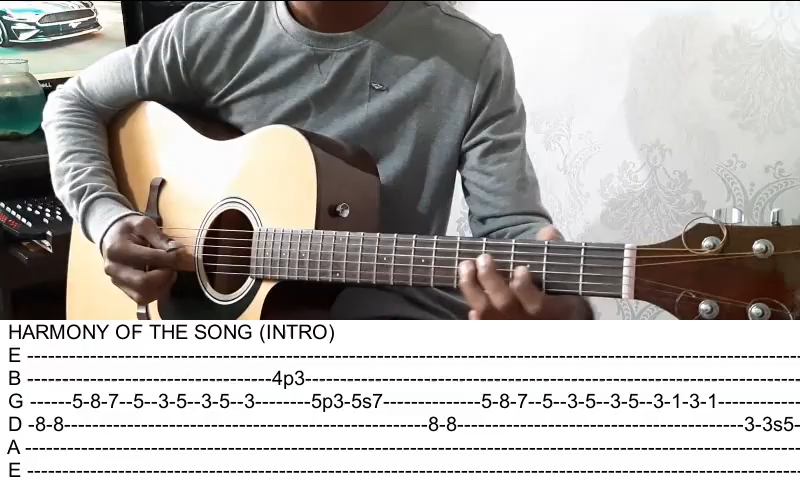 HARMONY OF THE SONG (INTRO)
E ----------------------------------------------------------------------------------------------------------------------------------
B -----------------------------------------4p3-----------------------------------------------------------------------------------
G ------5-8-7--5--3-5--3-5--3---------5p3-5s7----------------5-8-7--5--3-5--3-5--3-1-3-1------------
D -8-8------------------------------------------------------------8-8------------------------------------------------3-3s5-
A ----------------------------------------------------------------------------------------------------------------------------------
E ----------------------------------------------------------------------------------------------------------------------------------